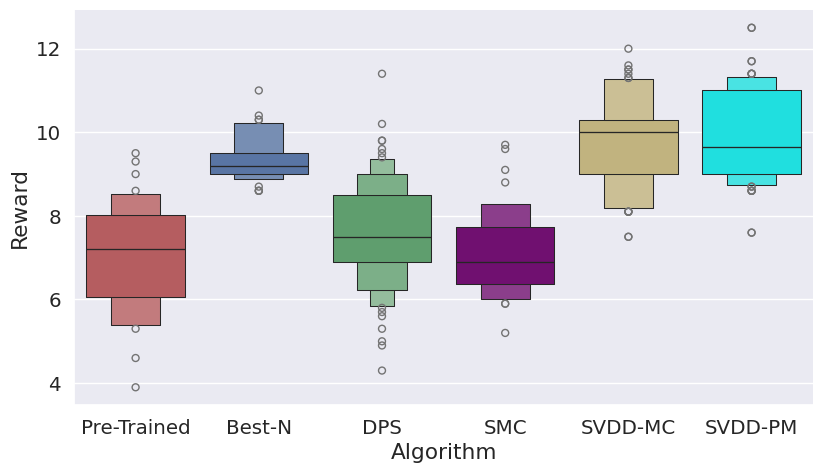 12
10
8
6
4
Reward
Pre-Trained Best-N DPS SMC SVDD-MC SVDD-PM
Algorithm